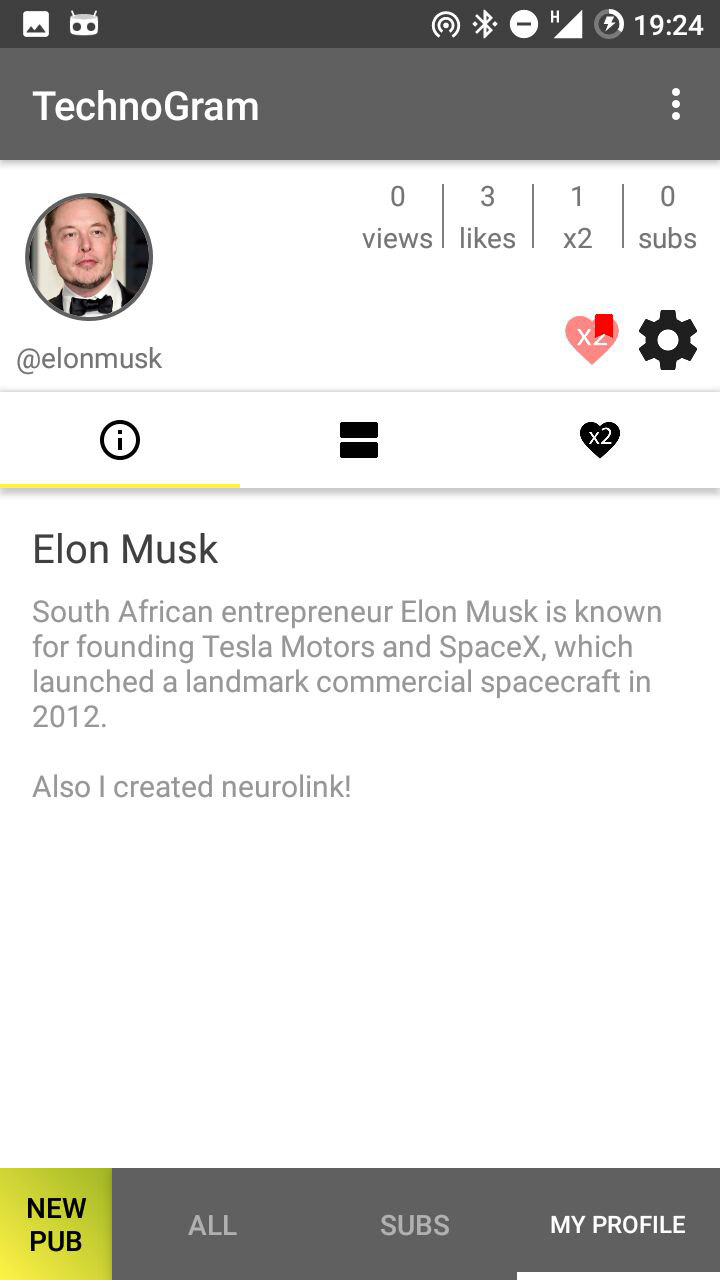 H
19:24
TechnoGram
0 3 1 0
views likes x2 subs
x2
@elonmusk
x2
Elon Musk
South African entrepreneur Elon Musk is known
for founding Tesla Motors and SpaceX, which
launched a landmark commercial spacecraft in
2012.
Also I created neurolink!
NEW
PUB
ALL
SUBS
MY PROFILE